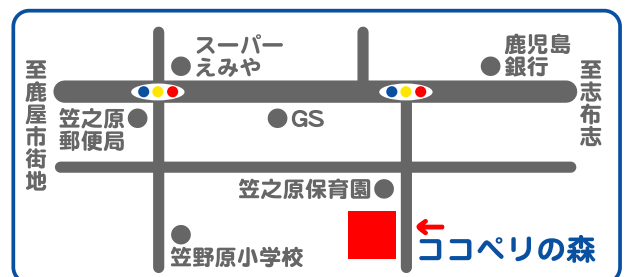 スーパー
えみや
鹿児島
銀行
至鹿屋市街地
至志布志
笠之原
郵便局
GS
笠之原保育園
笠野原小学校
←
ココペリの森